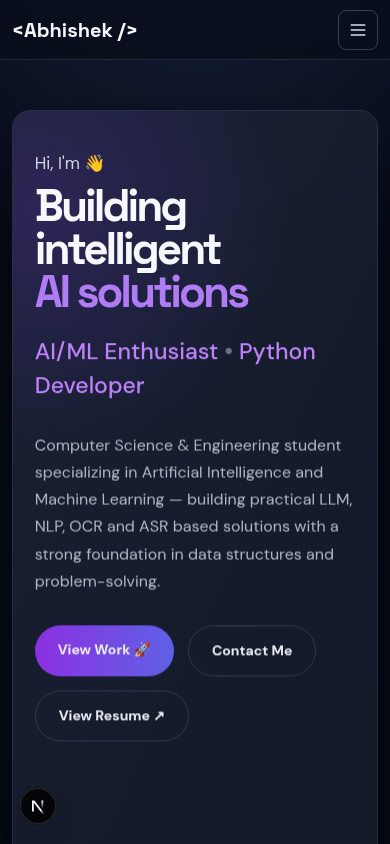 <Abhishek />
Hi, I'm 👋
Building
intelligent
AI solutions
AI/ML Enthusiast • Python
Developer
Computer Science & Engineering student
specializing in Artificial Intelligence and
Machine Learning — building practical LLM,
NLP, OCR and ASR based solutions with a
strong foundation in data structures and
problem-solving.
View Work 🚀
Contact Me
View Resume ↗
N